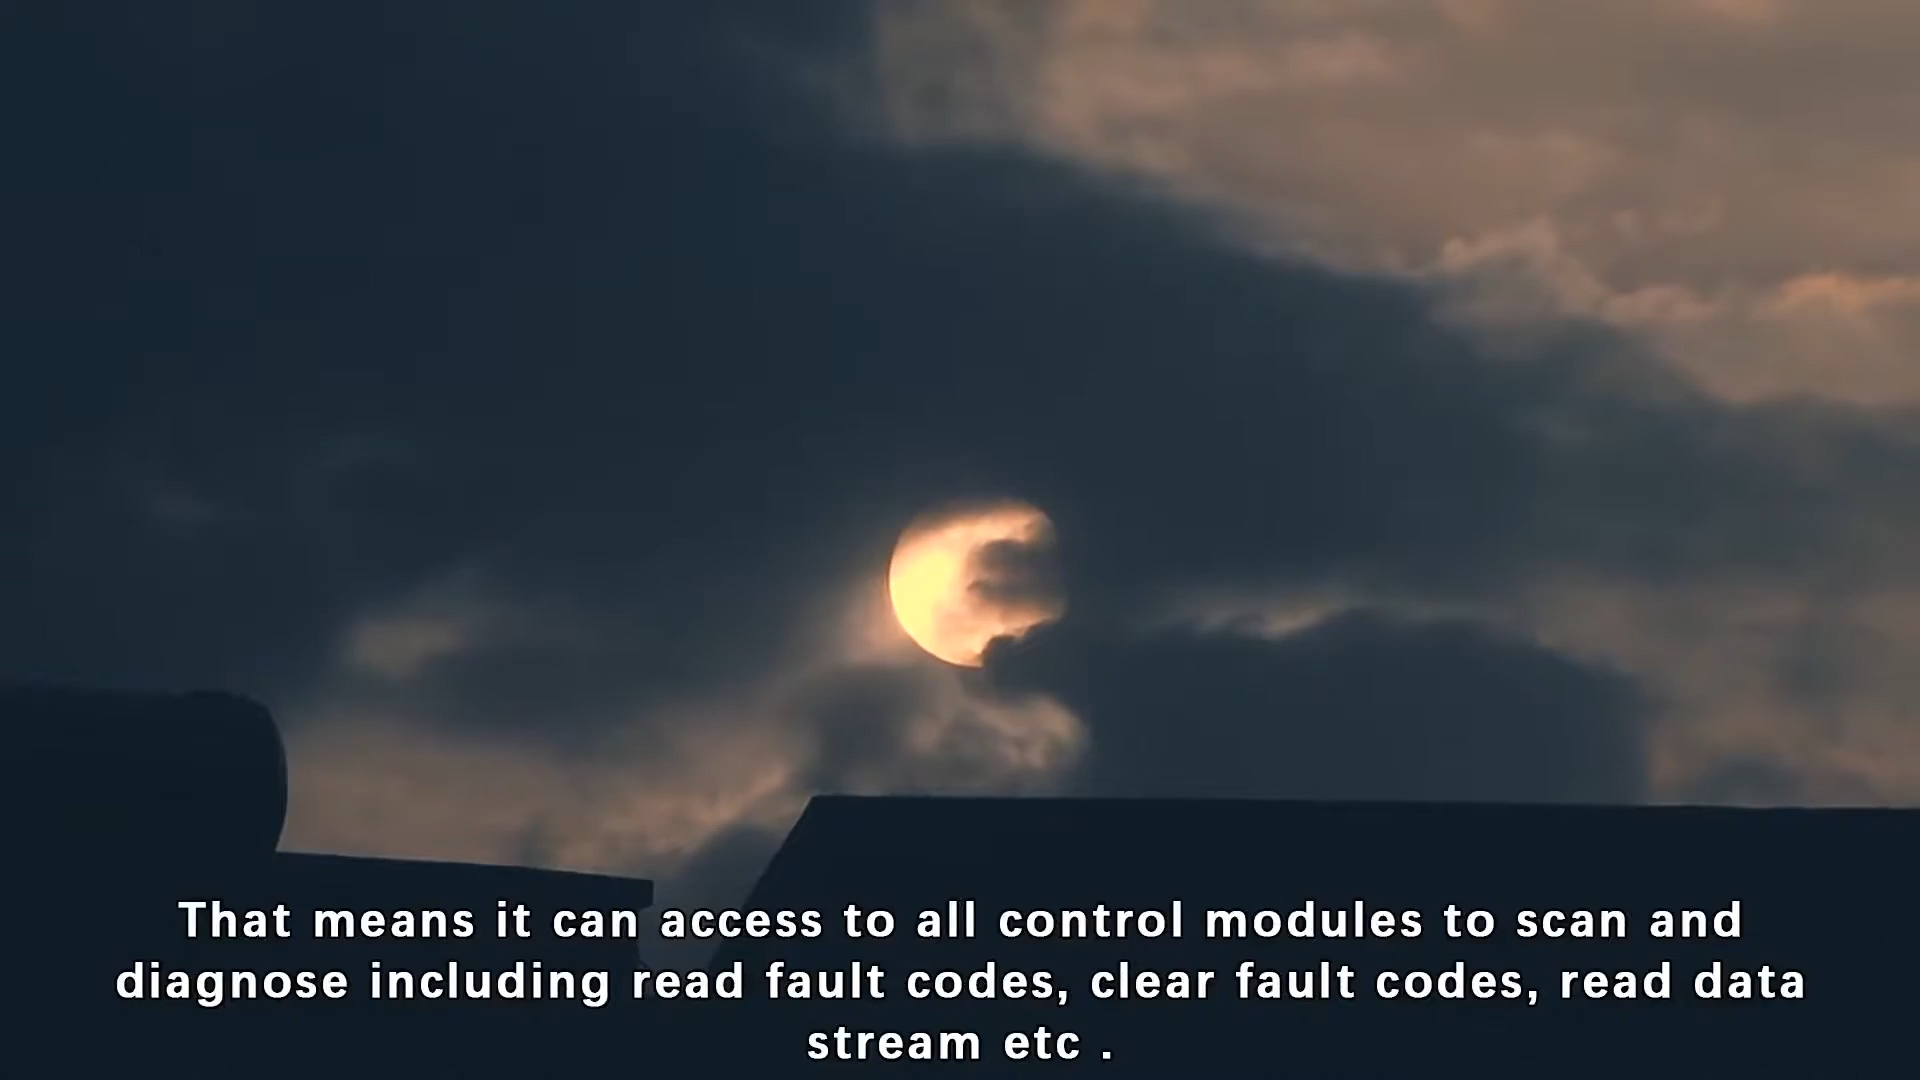 That means it can access to all control modules to scan and
diagnose including read fault codes, clear fault codes, read data
stream etc .